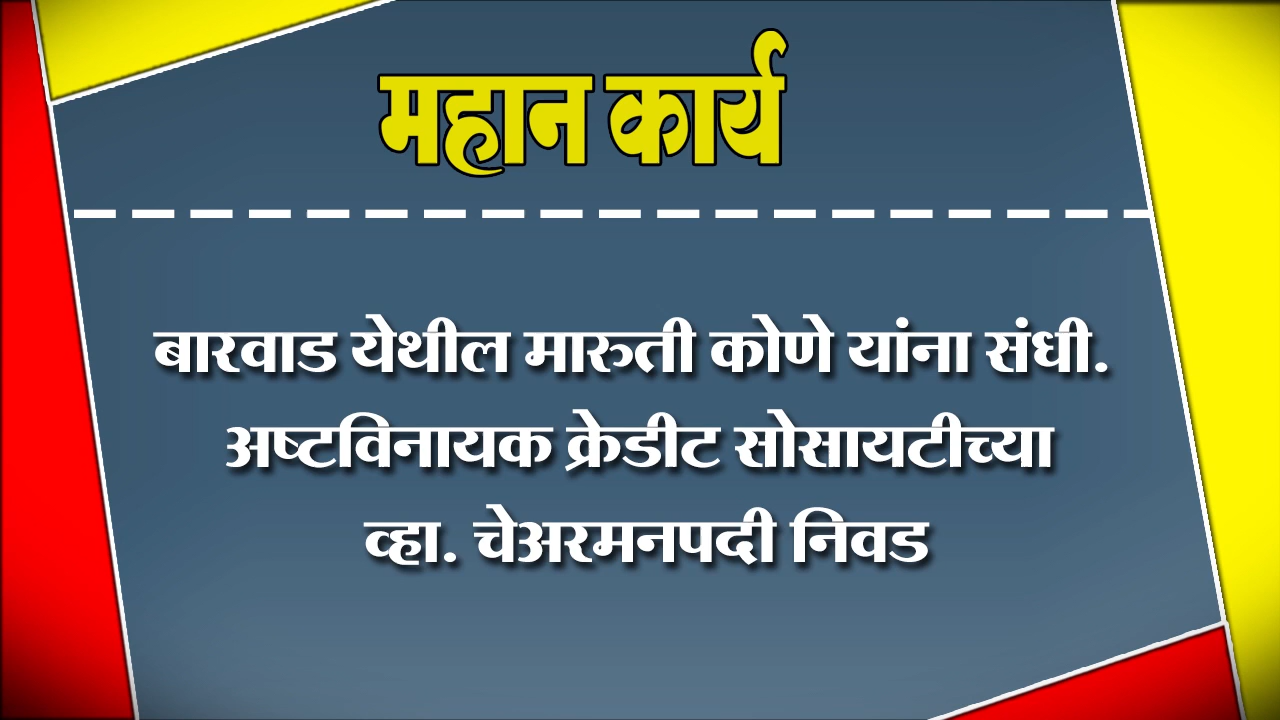 महान कार्य
बारवाड येथील मारुती कोणे यांना संधी.
अष्टविनायक क्रेडीट सोसायटीच्या
व्हा. चेअरमनपदी निवड